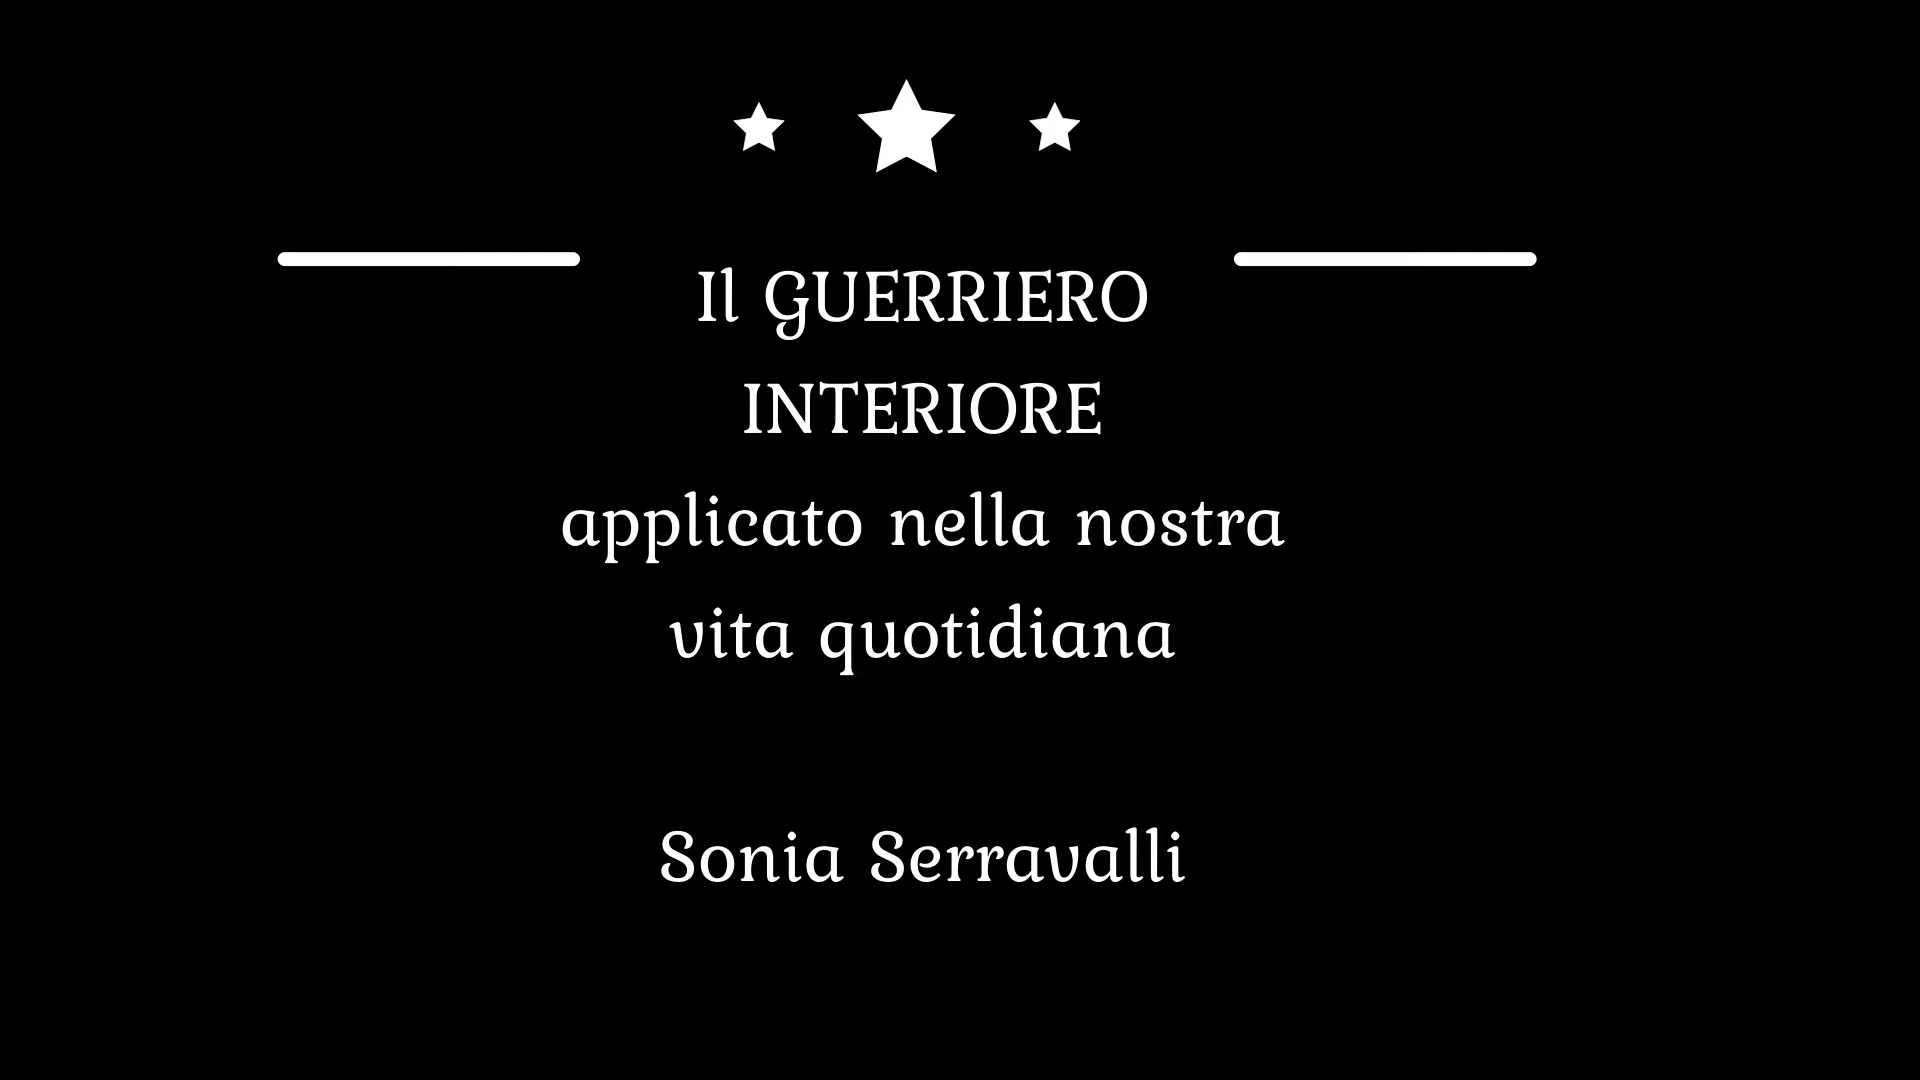 Il GUERRIERO
INTERIORE
applicato nella nostra
vita quotidiana
Sonia Serravalli